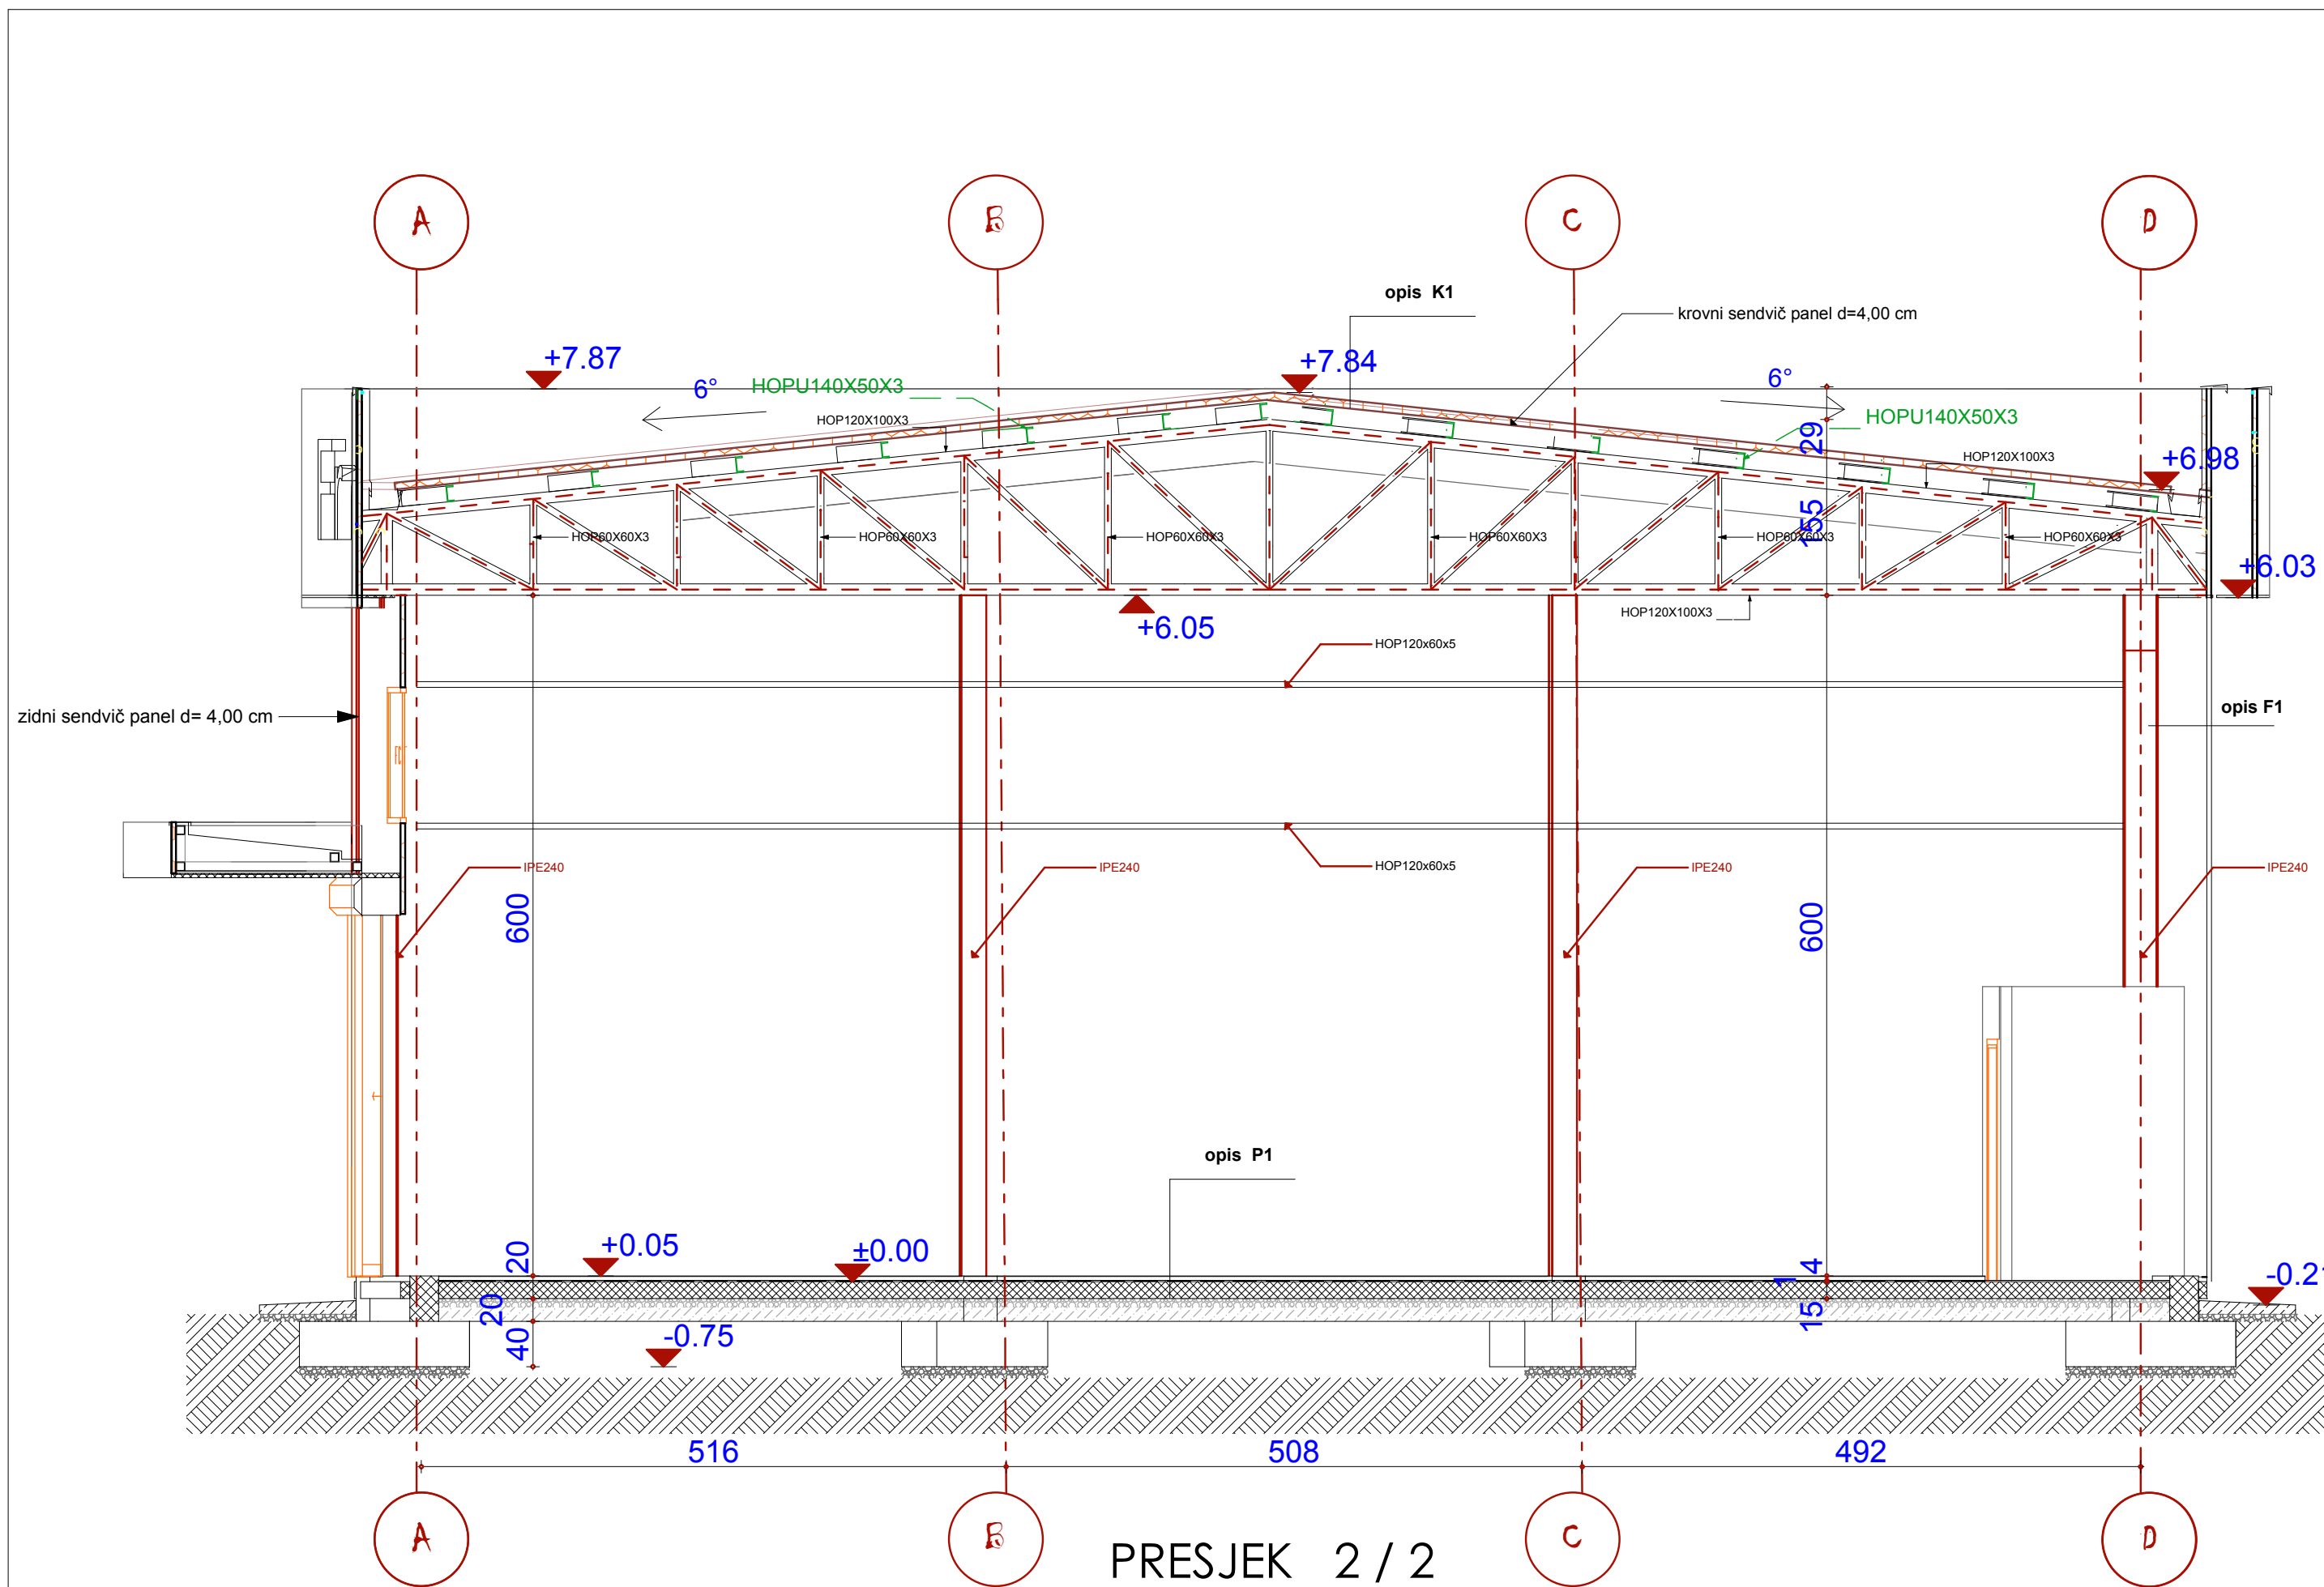 A B C D
opis K1
krovni sendvič panel d=4,00 cm
+7.87
+7.84
6°
HOPU140X50X3
6°
HOPU140X50X3
HOP120X100X3
29
HOP120X100X3
+6.98
155
HOP60X60X3
HOP60X60X3
HOP60X60X3
HOP60X60X3
HOP60X60X3
HOP60X60X3
+6.03
+6.05
HOP120X100X3
HOP120x60x5
zidni sendvič panel d= 4,00 cm
opis F1
IPE240
IPE240
HOP120x60x5
IPE240
IPE240
600
600
opis P1
+0.05
±0.00
20
1 4
20
15
-0.75
40
516
508
492
A B C D
PRESJEK 2 / 2